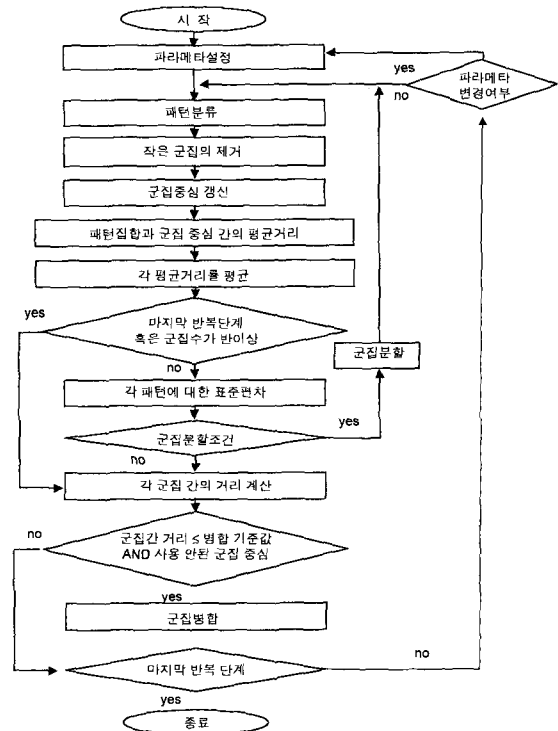 시 작
파라메타설정
yes
no
파라메타
변경여부
패턴분류
작은 군집의 제거
군집중심 갱신
패턴집합과 군집 중심 간의 평균거리
각 평균거리를 평균
yes
마지막 반복단계
혹은 군집수가 반이상
no
군집분할
각 패턴에 대한 표준편차
yes
군집분할조건
no
각 군집 간의 거리 계산
no
군집간 거리 ≤ 병합 기준값
AND 사용 안된 군집 중심
yes
군집병합
no
마지막 반복 단계
yes
종료